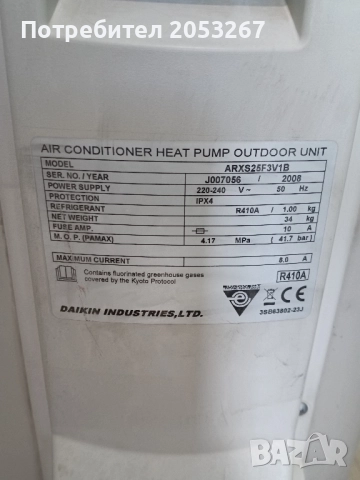 Потребител 2053267
AIR CONDITIONER HEAT PUMP OUTDOOR UNIT
MODEL ARXS25F3V1B
SER. NO. / YEAR J007056 / 2008
POWER SUPPLY 220-240 V~ 50 Hz
PROTECTION IPX4
REFRIGERANT R410A / 1.00 kg
NET WEIGHT 34 kg
FUSE AMP. 10 A
M. O. P. (PAMAX) 4.17 MPa ( 41.7 bar)
MAXIMUM CURRENT 8.0 A
Contains fluorinated greenhouse gases
covered by the Kyoto Protocol
R410A
DAIKIN INDUSTRIES,LTD.
CE
3SB63802-23J
BAZAR